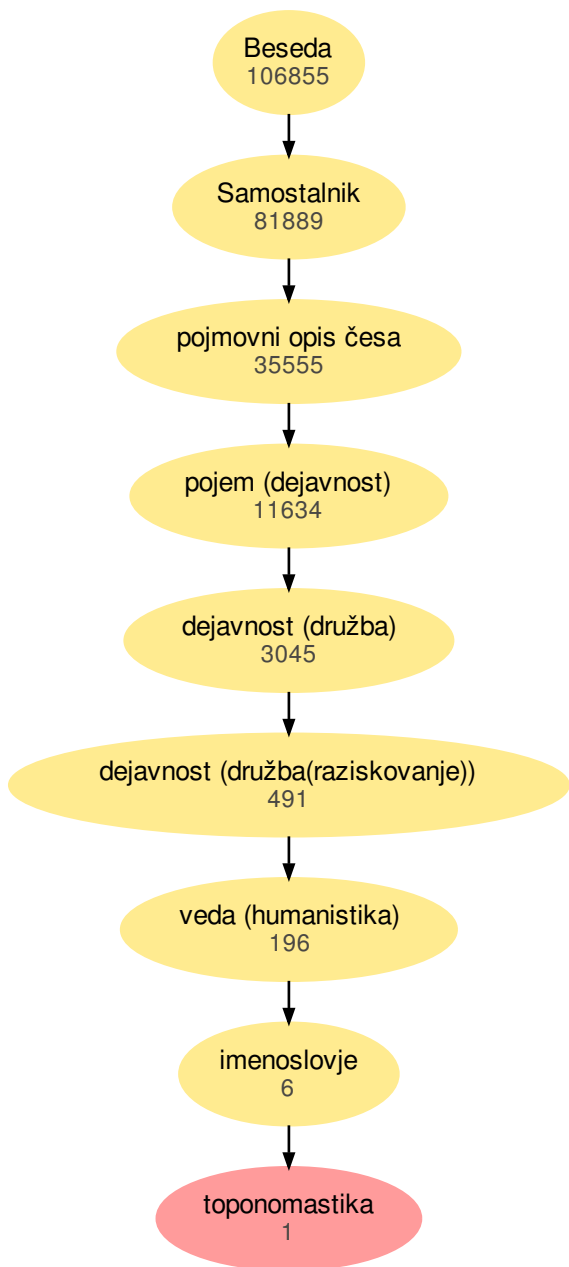 Beseda
106855
Samostalnik
81889
pojmovni opis česa
35555
pojem (dejavnost)
11634
dejavnost (družba)
3045
dejavnost (družba(raziskovanje))
491
veda (humanistika)
196
imenoslovje
6
toponomastika
1